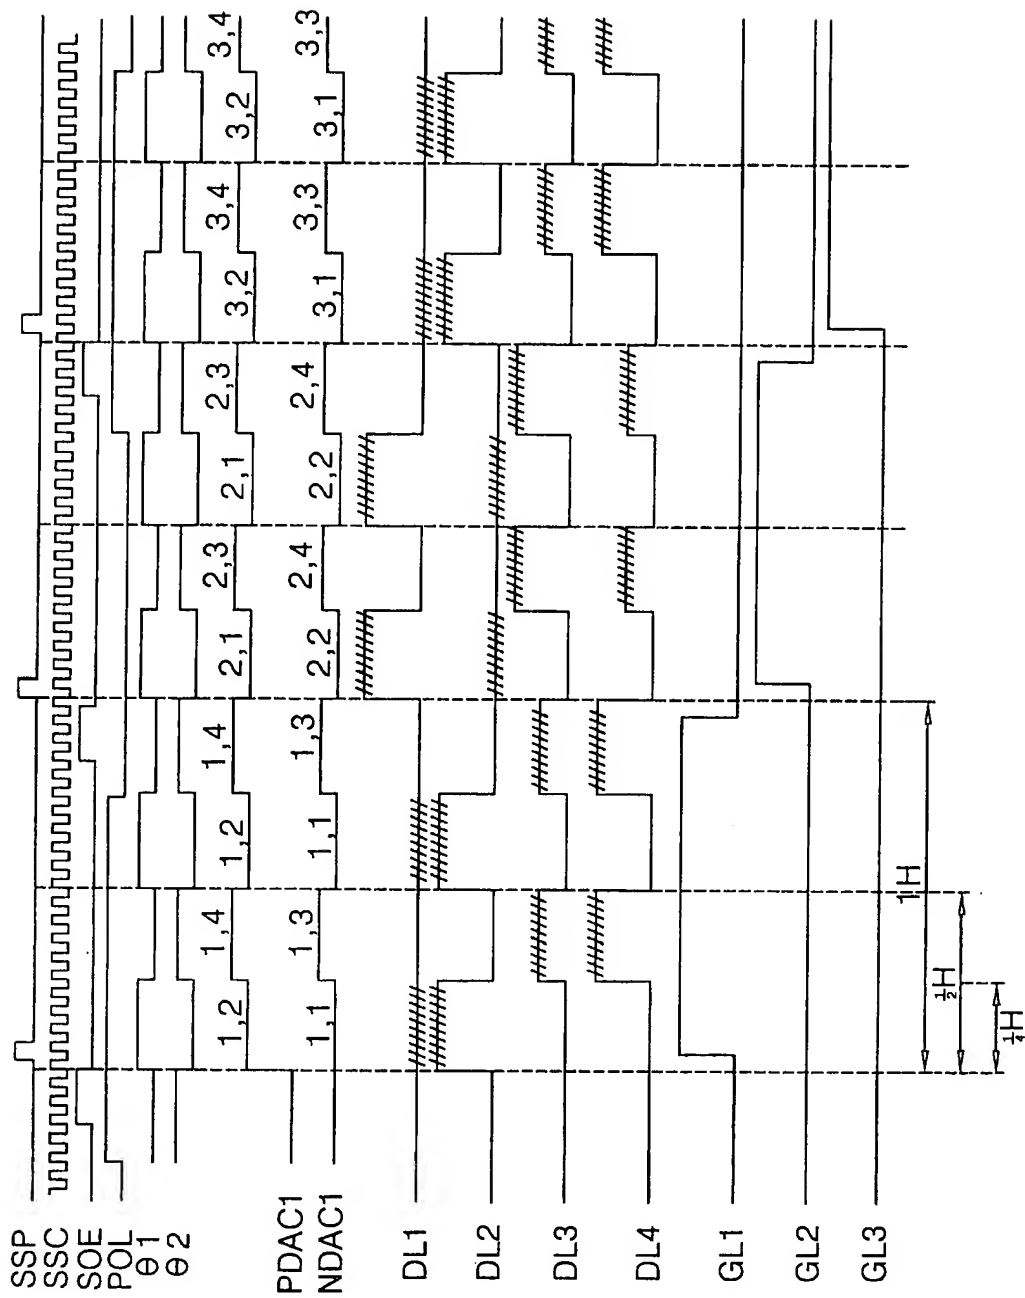 SSP
SSC
SOE
POL
θ1
θ2
1,2 1,4 1,2 1,4 2,1 2,3 2,1 2,3 3,2 3,4 3,2 3,4
PDAC1
NDAC1 1,1 1,3 1,1 1,3 2,2 2,4 2,2 2,4 3,1 3,3 3,1 3,3
DL1
DL2
DL3
DL4
GL1
GL2
GL3
1H
½H
¼H